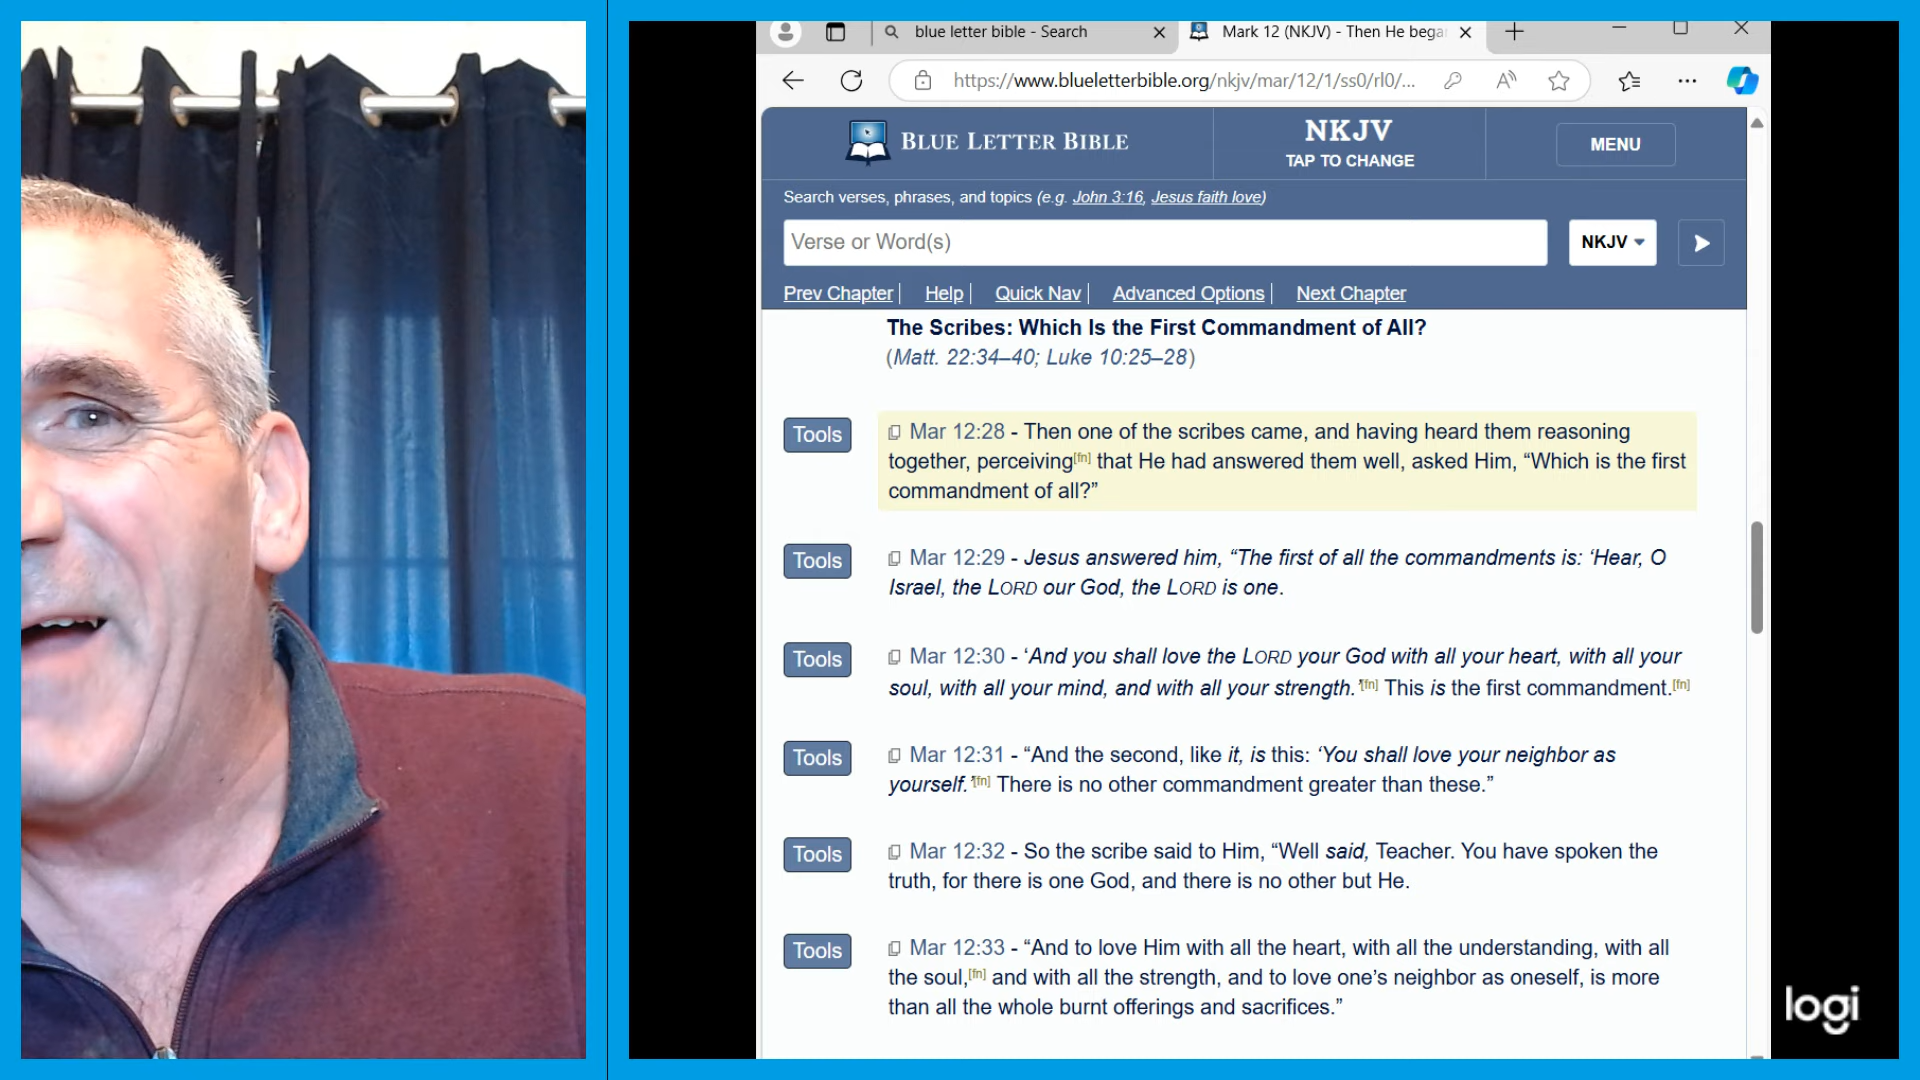 blue letter bible - Search
Mark 12 (NKJV) - Then He bega
https://www.blueletterbible.org/nkjv/mar/12/1/ss0/rl0/...
BLUE LETTER BIBLE
NKJV
TAP TO CHANGE
MENU
Search verses, phrases, and topics (e.g. John 3:16, Jesus faith love)
Verse or Word(s)
NKJV
Prev Chapter | Help | Quick Nav | Advanced Options | Next Chapter
The Scribes: Which Is the First Commandment of All?
(Matt. 22:34–40; Luke 10:25–28)
Tools
Mar 12:28 - Then one of the scribes came, and having heard them reasoning
together, perceiving[fn] that He had answered them well, asked Him, “Which is the first
commandment of all?”
Tools
Mar 12:29 - Jesus answered him, “The first of all the commandments is: ‘Hear, O
Israel, the LORD our God, the LORD is one.
Tools
Mar 12:30 - ‘And you shall love the LORD your God with all your heart, with all your
soul, with all your mind, and with all your strength.’[fn] This is the first commandment.[fn]
Tools
Mar 12:31 - “And the second, like it, is this: ‘You shall love your neighbor as
yourself.’[fn] There is no other commandment greater than these.”
Tools
Mar 12:32 - So the scribe said to Him, “Well said, Teacher. You have spoken the
truth, for there is one God, and there is no other but He.
Tools
Mar 12:33 - “And to love Him with all the heart, with all the understanding, with all
the soul,[fn] and with all the strength, and to love one’s neighbor as oneself, is more
than all the whole burnt offerings and sacrifices.”
logi